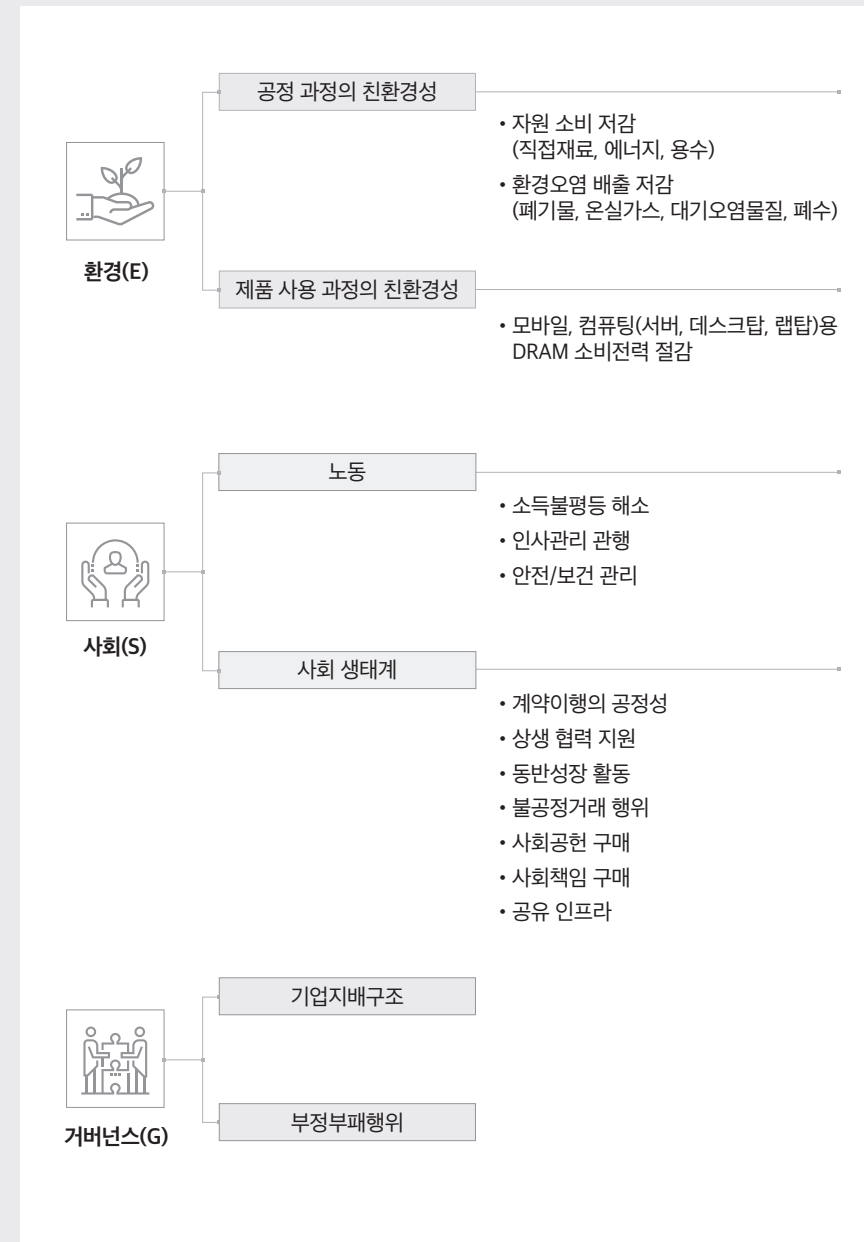 공정 과정의 친환경성
• 자원 소비 저감
(직접재료, 에너지, 용수)
• 환경오염 배출 저감
(폐기물, 온실가스, 대기오염물질, 폐수)
환경(E)
제품 사용 과정의 친환경성
• 모바일, 컴퓨팅(서버, 데스크탑, 랩탑)용
DRAM 소비전력 절감
노동
• 소득불평등 해소
• 인사관리 관행
• 안전/보건 관리
사회(S)
사회 생태계
• 계약이행의 공정성
• 상생 협력 지원
• 동반성장 활동
• 불공정거래 행위
• 사회공헌 구매
• 사회책임 구매
• 공유 인프라
기업지배구조
거버넌스(G)
부정부패행위